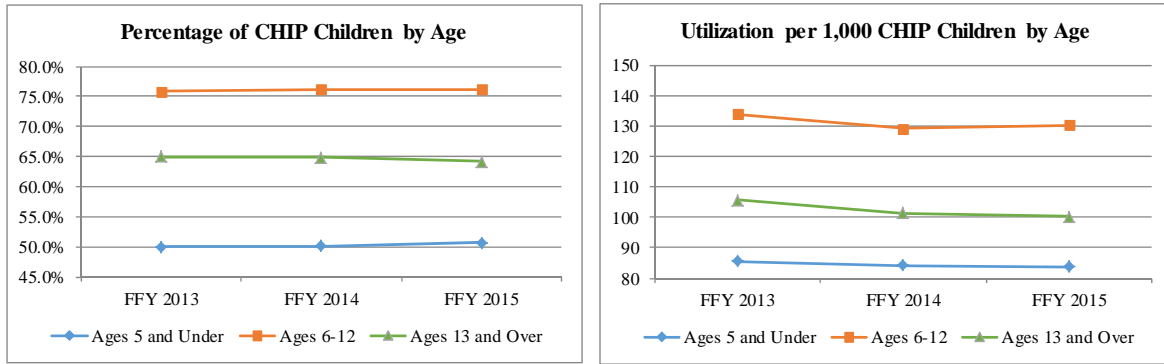 Percentage of CHIP Children by Age
80.0%
75.0%
70.0%
65.0%
60.0%
55.0%
50.0%
45.0%
FFY 2013 FFY 2014 FFY 2015
Ages 5 and Under Ages 6-12 Ages 13 and Over
Utilization per 1,000 CHIP Children by Age
150
140
130
120
110
100
90
80
FFY 2013 FFY 2014 FFY 2015
Ages 5 and Under Ages 6-12 Ages 13 and Over